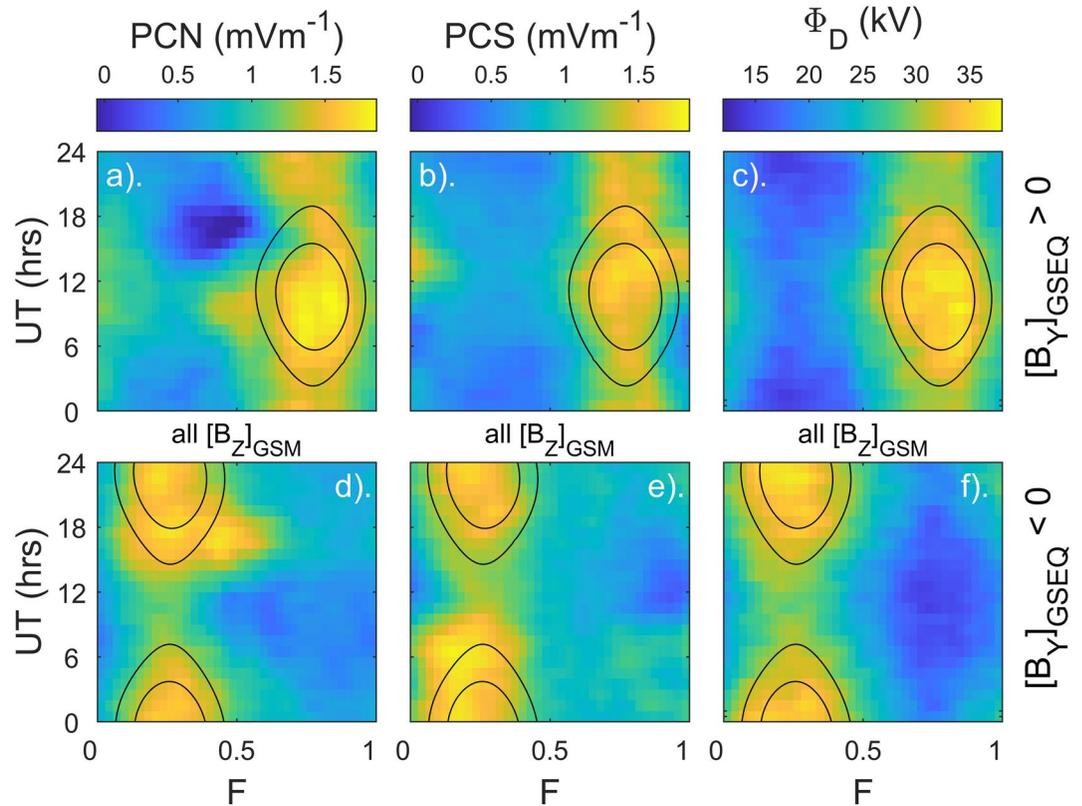 PCN (mVm⁻¹) PCS (mVm⁻¹) Φ_D (kV)
0 0.5 1 1.5 0 0.5 1 1.5 15 20 25 30 35
24 a). b). c).
18
12
6
0
UT (hrs)
[B_Y]_GSEQ > 0
all [B_Z]_GSM all [B_Z]_GSM all [B_Z]_GSM
24 d). e). f).
18
12
6
0
UT (hrs)
[B_Y]_GSEQ < 0
0 0.5 1 0 0.5 1 0 0.5 1
F F F